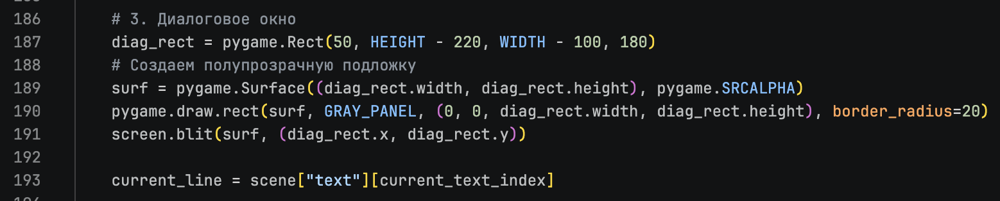 186 # 3. Диалоговое окно
187 diag_rect = pygame.Rect(50, HEIGHT - 220, WIDTH - 100, 180)
188 # Создаем полупрозрачную подложку
189 surf = pygame.Surface((diag_rect.width, diag_rect.height), pygame.SRCALPHA)
190 pygame.draw.rect(surf, GRAY_PANEL, (0, 0, diag_rect.width, diag_rect.height), border_radius=20)
191 screen.blit(surf, (diag_rect.x, diag_rect.y))
192
193 current_line = scene["text"][current_text_index]